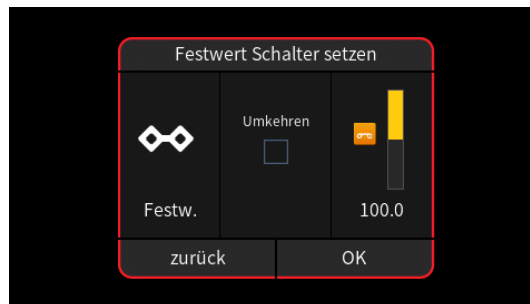 Festwert Schalter setzen
Umkehren
Festw.
100.0
zurück
OK